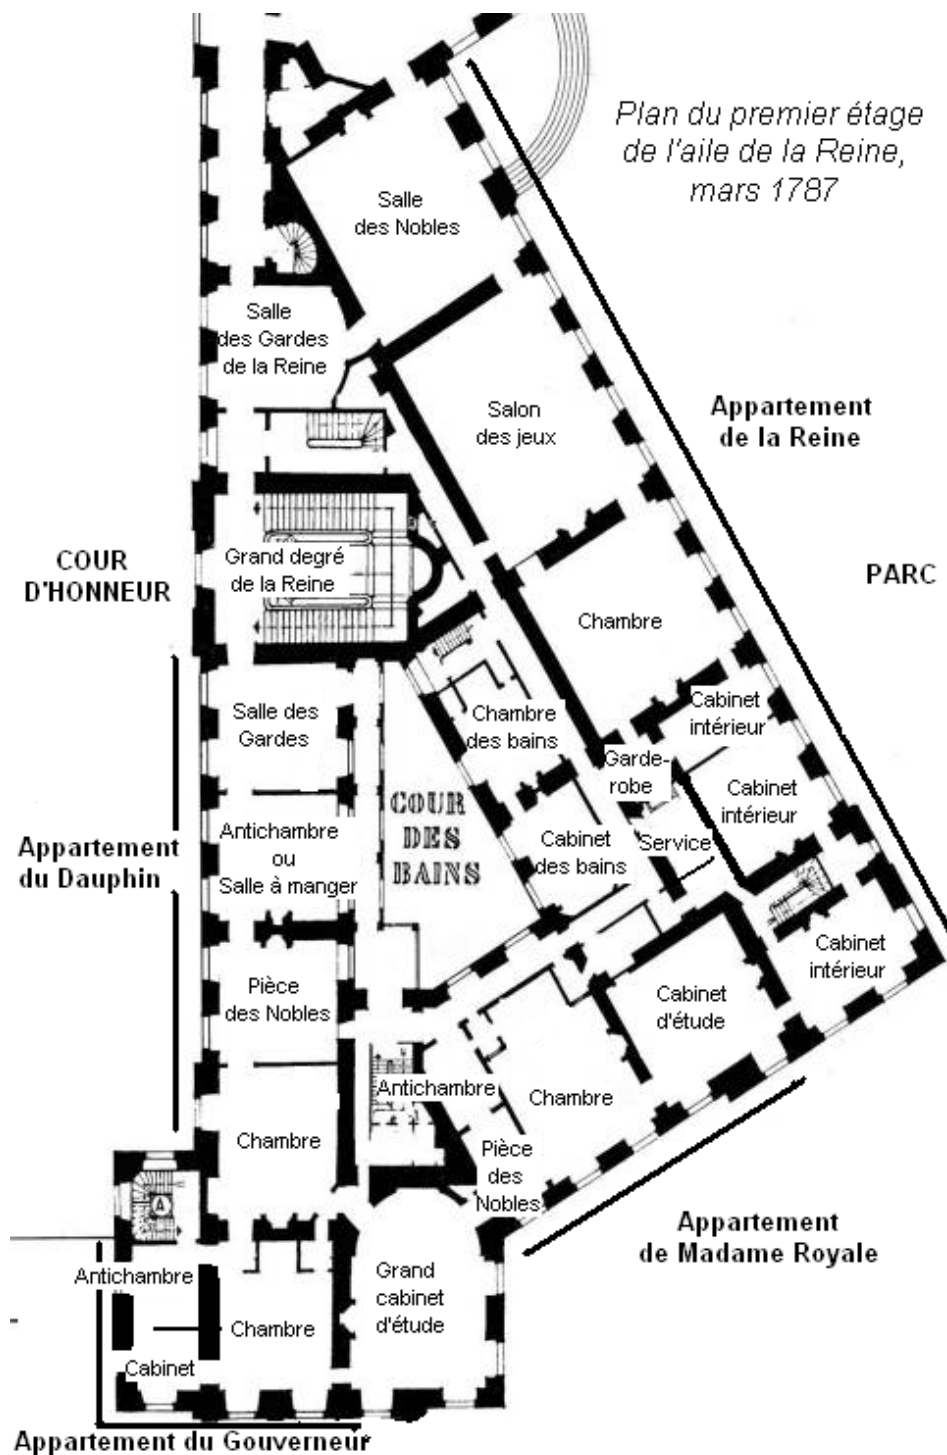 Plan du premier étage
de l'aile de la Reine,
mars 1787
Salle
des Nobles
Salle
des Gardes
de la Reine
Salon
des jeux
Appartement
de la Reine
COUR
D'HONNEUR
Grand degré
de la Reine
PARC
Chambre
Salle des
Gardes
Chambre
des bains
Cabinet
intérieur
Garde-
robe
Cabinet
intérieur
Appartement
du Dauphin
Antichambre
ou
Salle à manger
COUR
DES
BAINS
Cabinet
des bains
Service
Cabinet
intérieur
Pièce
des Nobles
Cabinet
d'étude
Antichambre
Chambre
Chambre
Pièce
des
Nobles
A
Appartement
de Madame Royale
Antichambre
Chambre
Grand
cabinet
d'étude
Cabinet
Appartement du Gouverneur